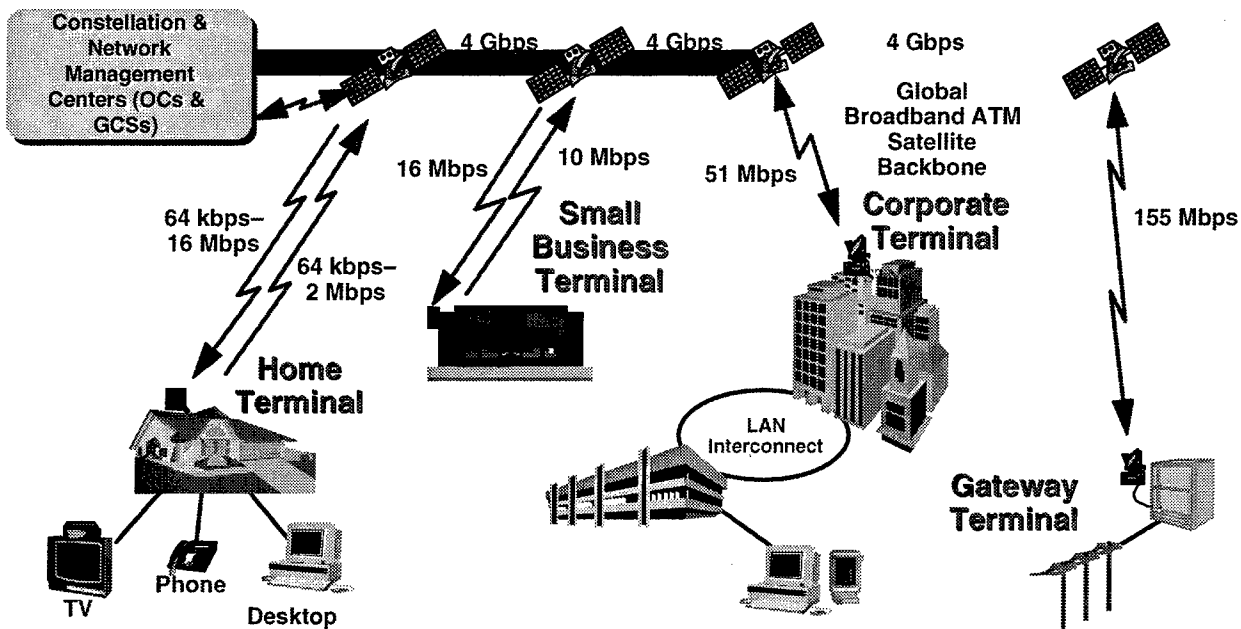 Constellation &
Network
Management
Centers (OCs &
GCSs)
4 Gbps
4 Gbps
4 Gbps
Global
Broadband ATM
Satellite
Backbone
64 kbps–
16 Mbps
64 kbps–
2 Mbps
16 Mbps
10 Mbps
51 Mbps
155 Mbps
Small
Business
Terminal
Corporate
Terminal
Home
Terminal
LAN
Interconnect
Gateway
Terminal
TV
Phone
Desktop